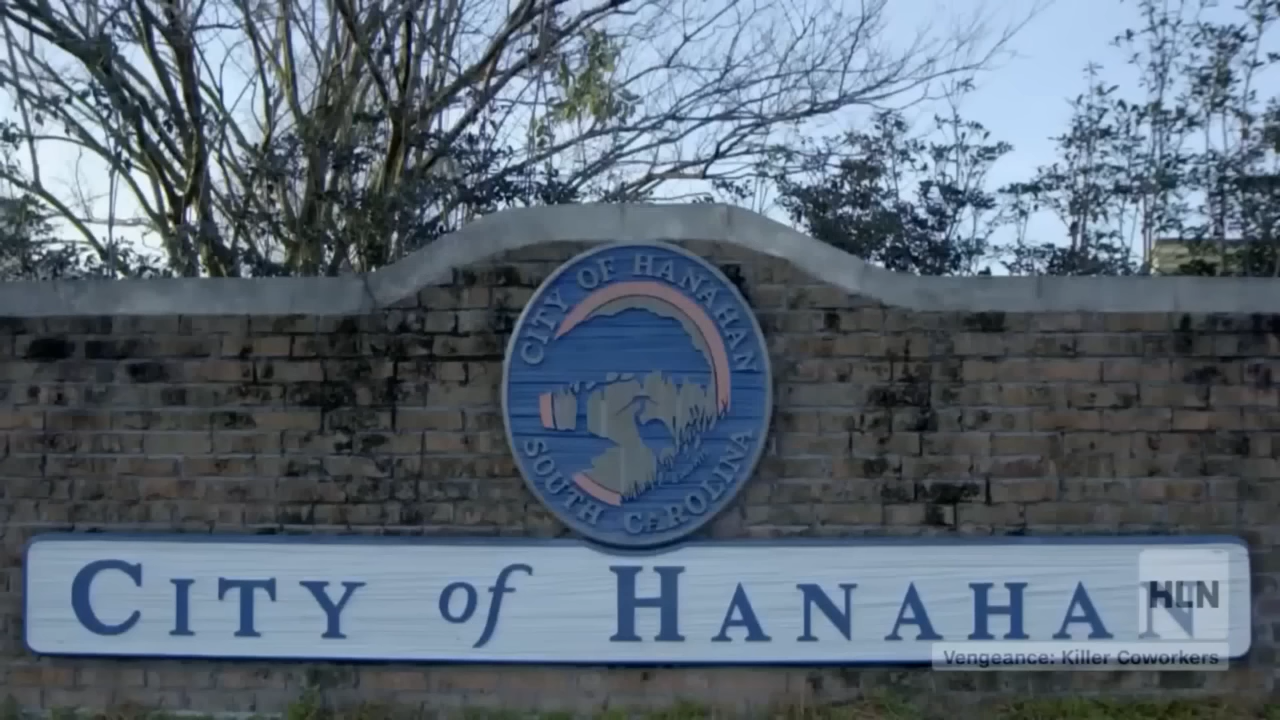 CITY OF HANAHAN
SOUTH CAROLINA
CITY of HANAHAN
HLN
Vengeance: Killer Coworkers